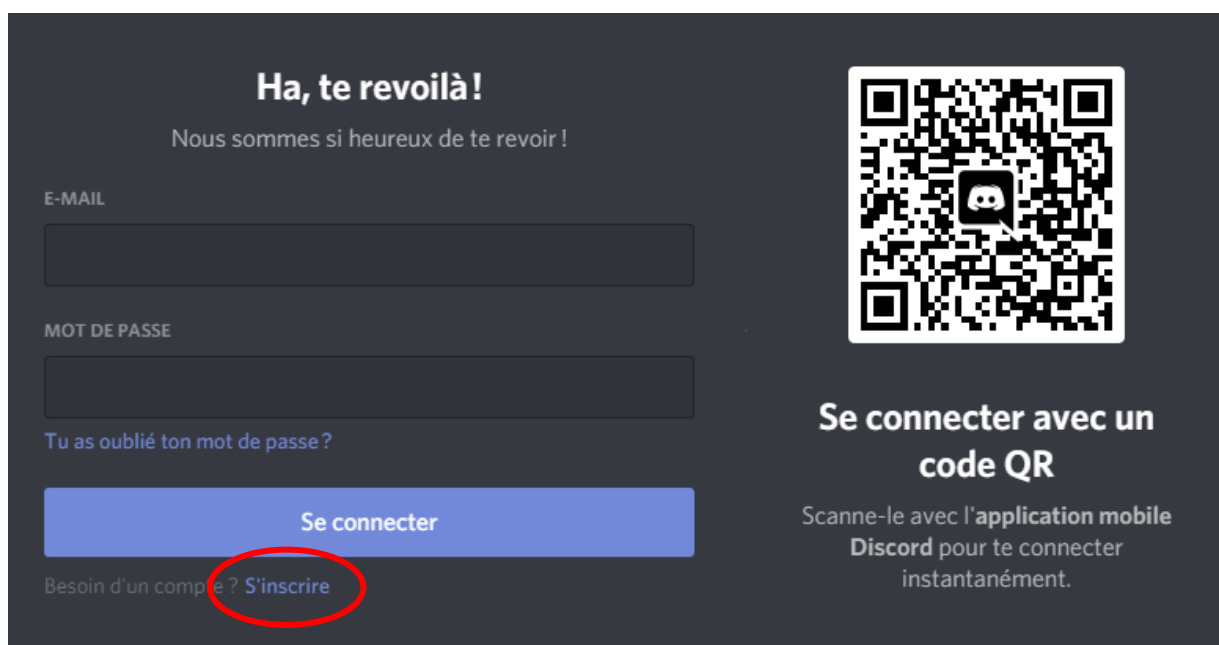 Ha, te revoilà !
Nous sommes si heureux de te revoir !
E-MAIL
MOT DE PASSE
Tu as oublié ton mot de passe ?
Se connecter
Besoin d'un compte ? S'inscrire
Se connecter avec un
code QR
Scanne-le avec l'application mobile
Discord pour te connecter
instantanément.